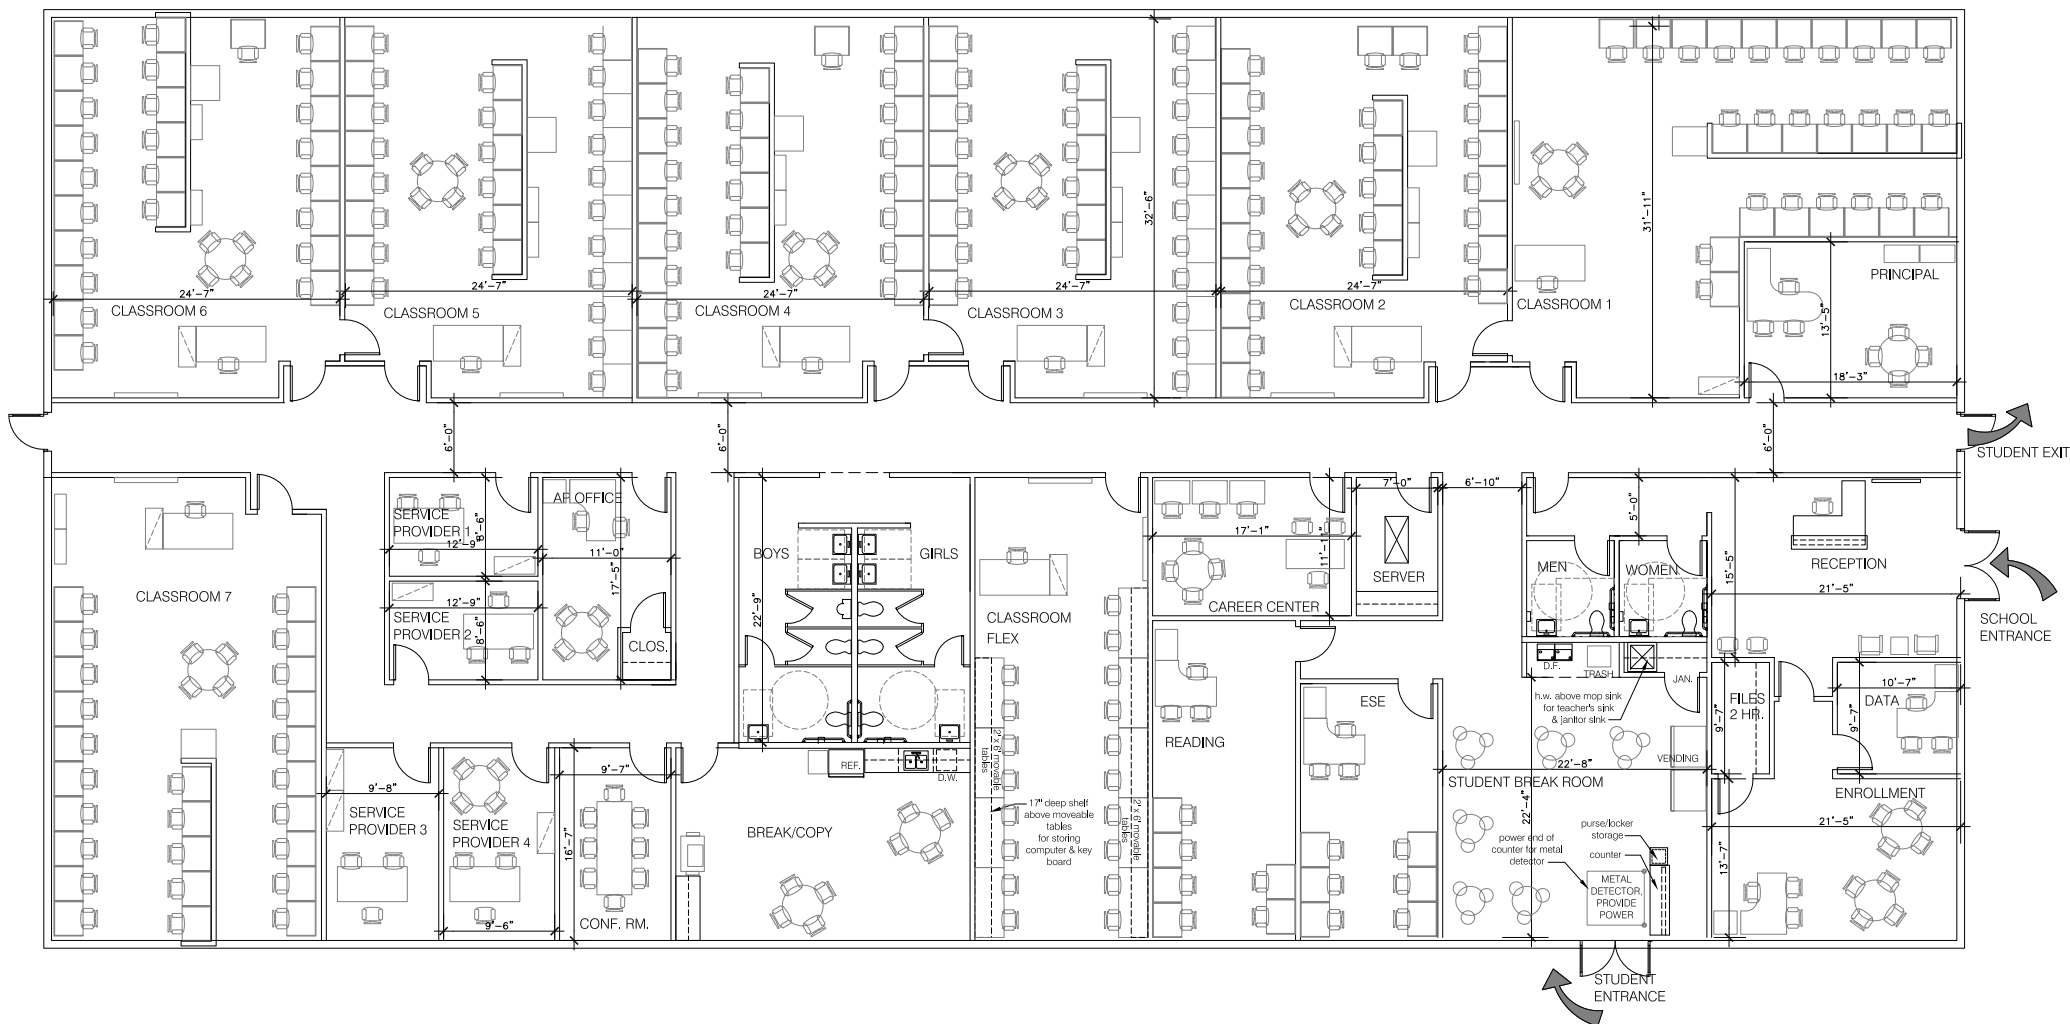 32'-6"
31'-11"
PRINCIPAL
13'-5"
18'-3"
24'-7"
24'-7"
24'-7"
24'-7"
24'-7"
CLASSROOM 6
CLASSROOM 5
CLASSROOM 4
CLASSROOM 3
CLASSROOM 2
CLASSROOM 1
6'-0"
6'-0"
6'-0"
STUDENT EXIT
SERVICE
PROVIDER 1
8'-6"
12'-9"
AP OFFICE
11'-0"
17'-5"
12'-9"
SERVICE
PROVIDER 2
8'-6"
CLOS.
CLASSROOM 7
BOYS
GIRLS
22'-9"
CLASSROOM
FLEX
17'-1"
11'-11"
CAREER CENTER
7'-0"
SERVER
6'-10"
5'-0"
MEN
WOMEN
15'-5"
RECEPTION
21'-5"
SCHOOL
ENTRANCE
D.F.
TRASH
JAN.
h.w. above mop sink
for teacher's sink
& janitor sink
FILES
2 HR.
9'-7"
10'-7"
DATA
9'-7"
READING
ESE
VENDING
22'-8"
STUDENT BREAK ROOM
22'-4"
ENROLLMENT
21'-5"
13'-7"
9'-8"
SERVICE
PROVIDER 3
SERVICE
PROVIDER 4
9'-6"
9'-7"
16'-7"
CONF. RM.
REF.
D.W.
BREAK/COPY
2' x 6' movable
tables
17" deep shelf
above moveable
tables
for storing
computer & key
board
2' x 6' movable
tables
purse/locker
storage
power end of
counter for metal
detector
counter
METAL
DETECTOR,
PROVIDE
POWER
STUDENT
ENTRANCE